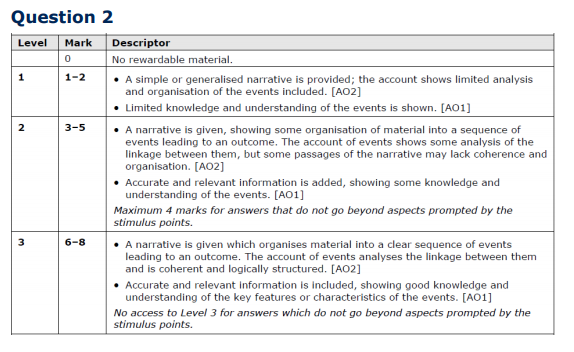 Question 2
Level Mark Descriptor
0 No rewardable material.
1 1–2 • A simple or generalised narrative is provided; the account shows limited analysis
and organisation of the events included. [AO2]
• Limited knowledge and understanding of the events is shown. [AO1]
2 3–5 • A narrative is given, showing some organisation of material into a sequence of
events leading to an outcome. The account of events shows some analysis of the
linkage between them, but some passages of the narrative may lack coherence and
organisation. [AO2]
• Accurate and relevant information is added, showing some knowledge and
understanding of the events. [AO1]
Maximum 4 marks for answers that do not go beyond aspects prompted by the
stimulus points.
3 6–8 • A narrative is given which organises material into a clear sequence of events
leading to an outcome. The account of events analyses the linkage between them
and is coherent and logically structured. [AO2]
• Accurate and relevant information is included, showing good knowledge and
understanding of the key features or characteristics of the events. [AO1]
No access to Level 3 for answers which do not go beyond aspects prompted by the
stimulus points.